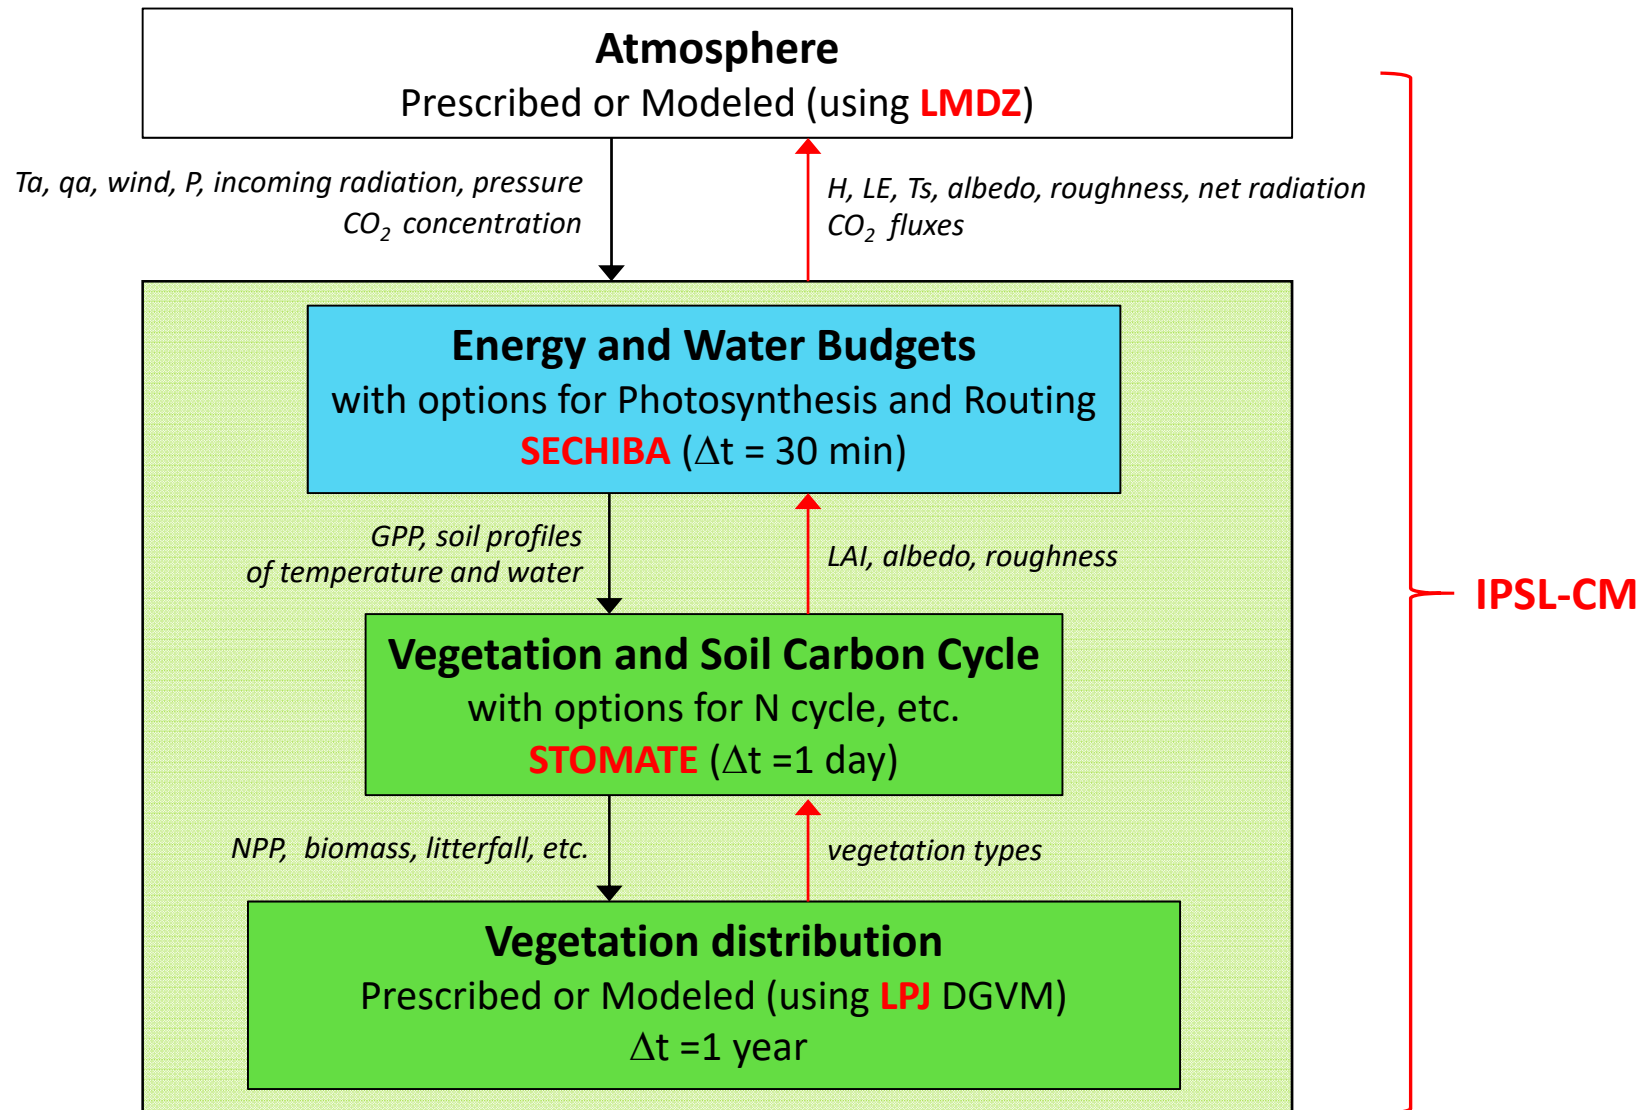 Atmosphere
Prescribed or Modeled (using LMDZ)
Ta, qa, wind, P, incoming radiation, pressure
CO2 concentration
H, LE, Ts, albedo, roughness, net radiation
CO2 fluxes
Energy and Water Budgets
with options for Photosynthesis and Routing
SECHIBA (Δt = 30 min)
GPP, soil profiles
of temperature and water
LAI, albedo, roughness
IPSL-CM
Vegetation and Soil Carbon Cycle
with options for N cycle, etc.
STOMATE (Δt =1 day)
NPP, biomass, litterfall, etc.
vegetation types
Vegetation distribution
Prescribed or Modeled (using LPJ DGVM)
Δt =1 year